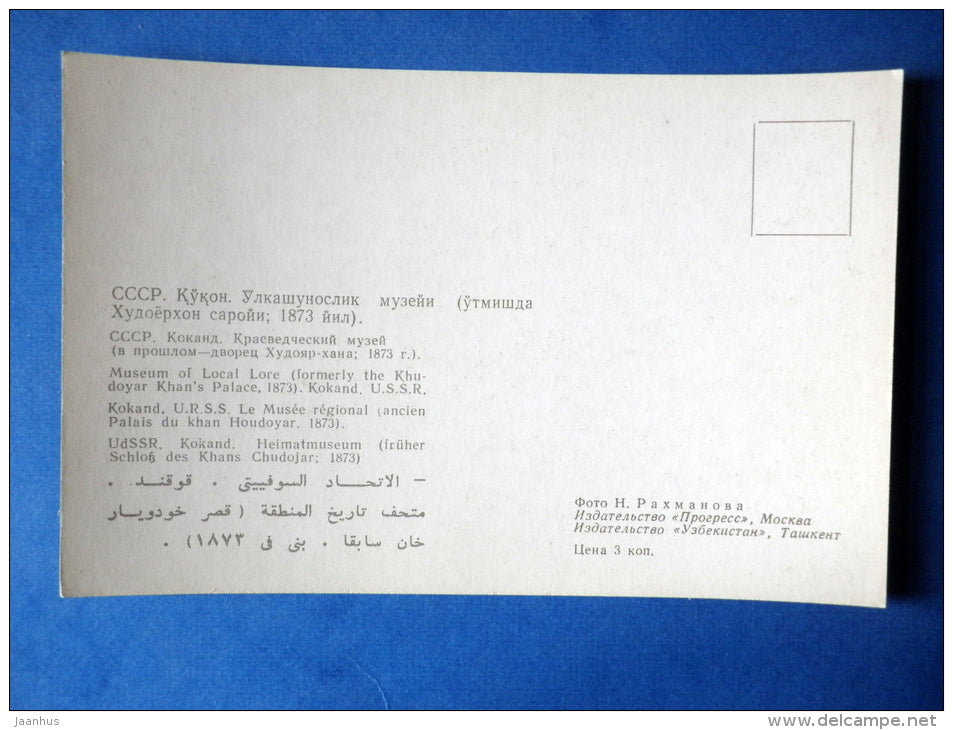 СССР. Қўқон. Ўлкашунослик музейи (ўтмишда
Худоёрхон саройи; 1873 йил).
СССР. Коканд. Краеведческий музей
(в прошлом—дворец Худояр-хана; 1873 г.).
Museum of Local Lore (formerly the Khu-
doyar Khan's Palace, 1873). Kokand. U.S.S.R.
Kokand, U.R.S.S. Le Musée régional (ancien
Palais du khan Houdoyar. 1873).
UdSSR. Kokand. Heimatmuseum (früher
Schloß des Khans Chudojar; 1873)
– الاتحاد السوفييتى . قوقند .
متحف تاريخ المنطقة ( قصر خودويار
خان سابقا . بنى فى ١٨٧٣) .
Фото Н. Рахманова
Издательство «Прогресс», Москва
Издательство «Узбекистан», Ташкент
Цена 3 коп.
Jaanhus
www.delcampe.net